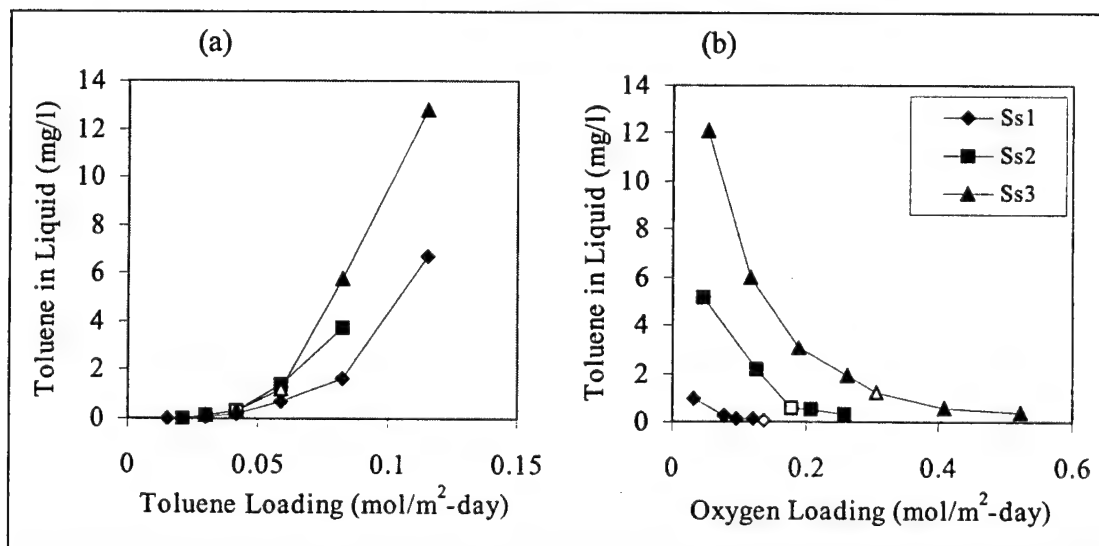 (a)
Toluene in Liquid (mg/l)
14
12
10
8
6
4
2
0
0
0.05
0.1
0.15
Toluene Loading (mol/m²-day)
(b)
Toluene in Liquid (mg/l)
14
12
10
8
6
4
2
0
0
0.2
0.4
0.6
Oxygen Loading (mol/m²-day)
Ss1
Ss2
Ss3